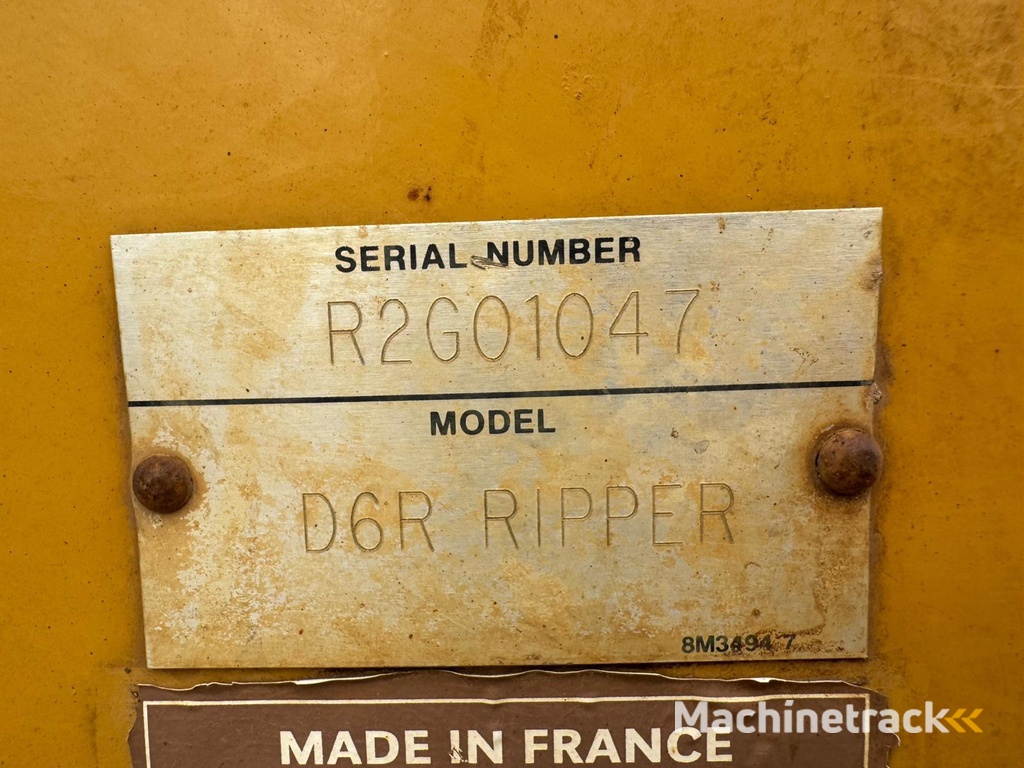 SERIAL NUMBER
R2G01047
MODEL
D6R RIPPER
8M3494 7
MADE IN FRANCE
Machinetrack